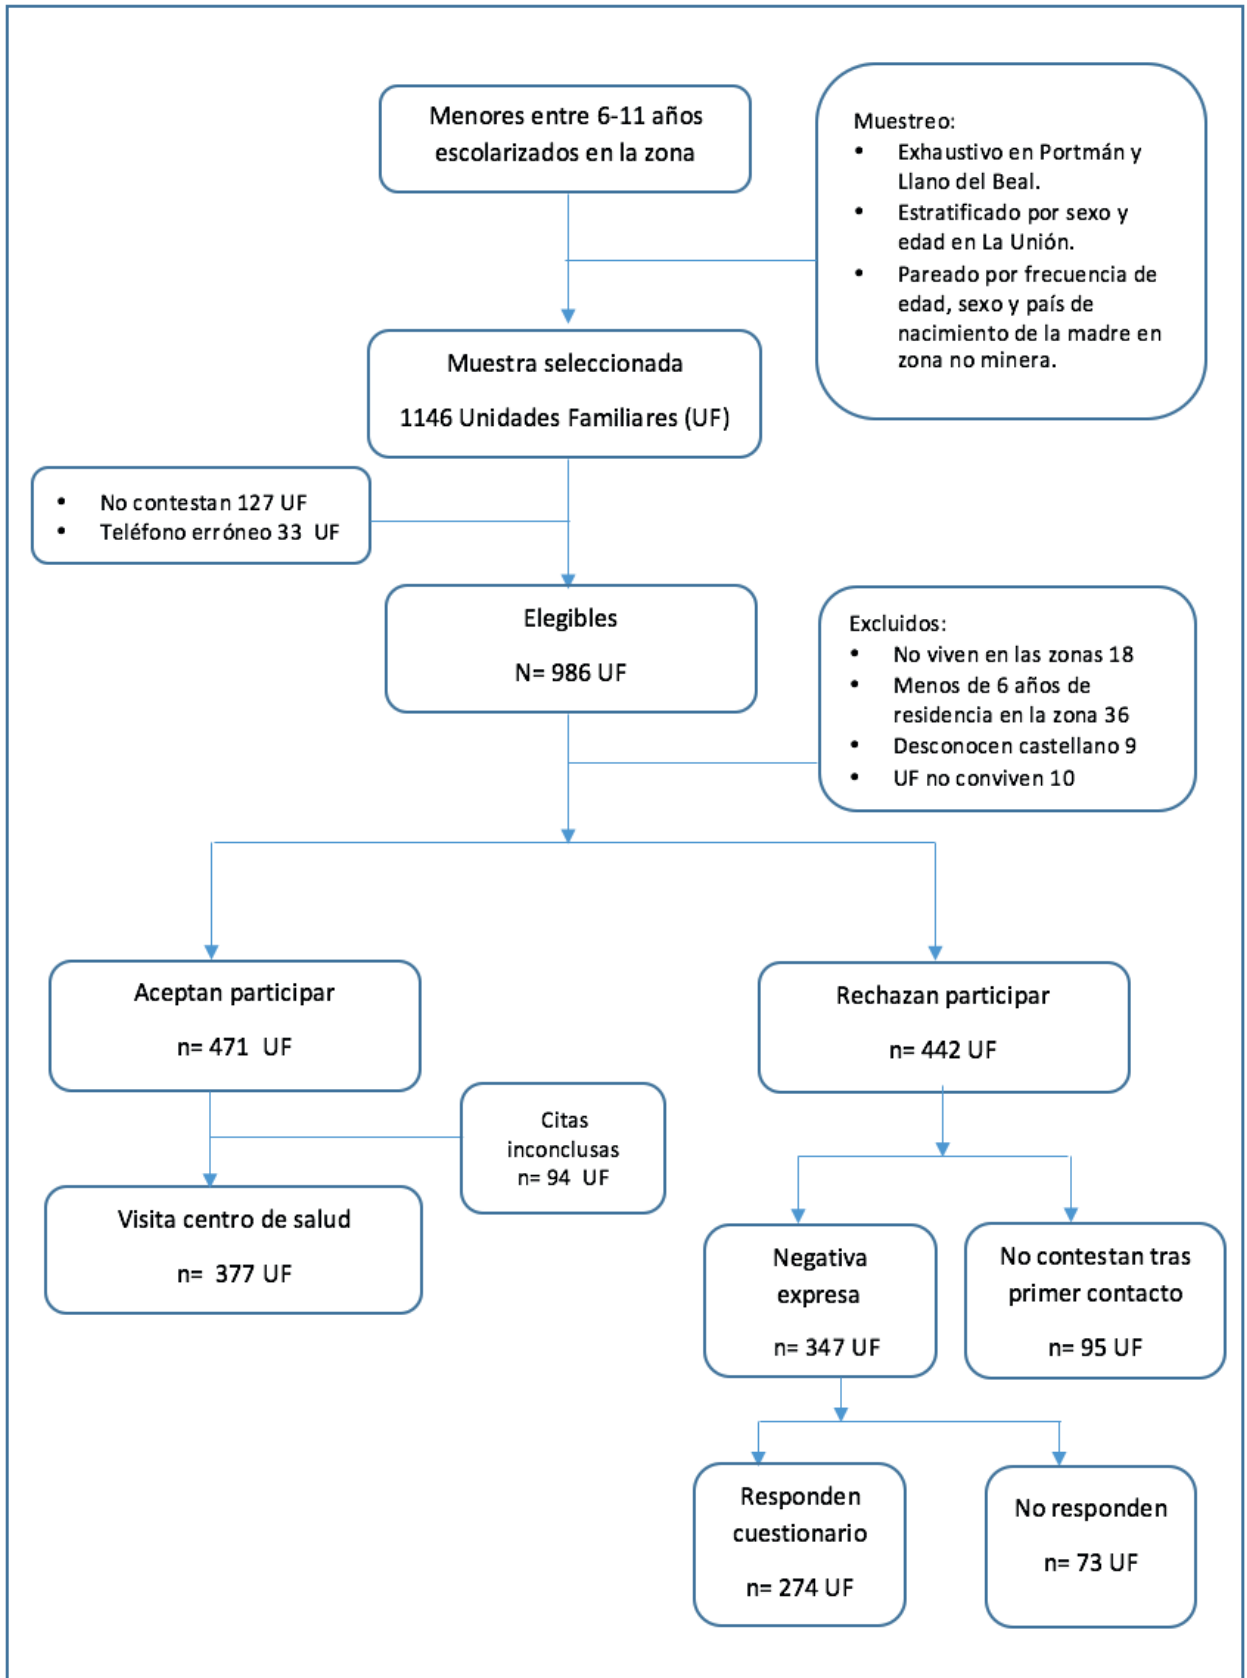 Menores entre 6-11 años
escolarizados en la zona
Muestreo:
• Exhaustivo en Portmán y
Llano del Beal.
• Estratificado por sexo y
edad en La Unión.
• Pareado por frecuencia de
edad, sexo y país de
nacimiento de la madre en
zona no minera.
Muestra seleccionada
1146 Unidades Familiares (UF)
• No contestan 127 UF
• Teléfono erróneo 33 UF
Elegibles
N= 986 UF
Excluidos:
• No viven en las zonas 18
• Menos de 6 años de
residencia en la zona 36
• Desconocen castellano 9
• UF no conviven 10
Aceptan participar
n= 471 UF
Rechazan participar
n= 442 UF
Citas
inconclusas
n= 94 UF
Visita centro de salud
n= 377 UF
Negativa
expresa
n= 347 UF
No contestan tras
primer contacto
n= 95 UF
Responden
cuestionario
n= 274 UF
No responden
n= 73 UF